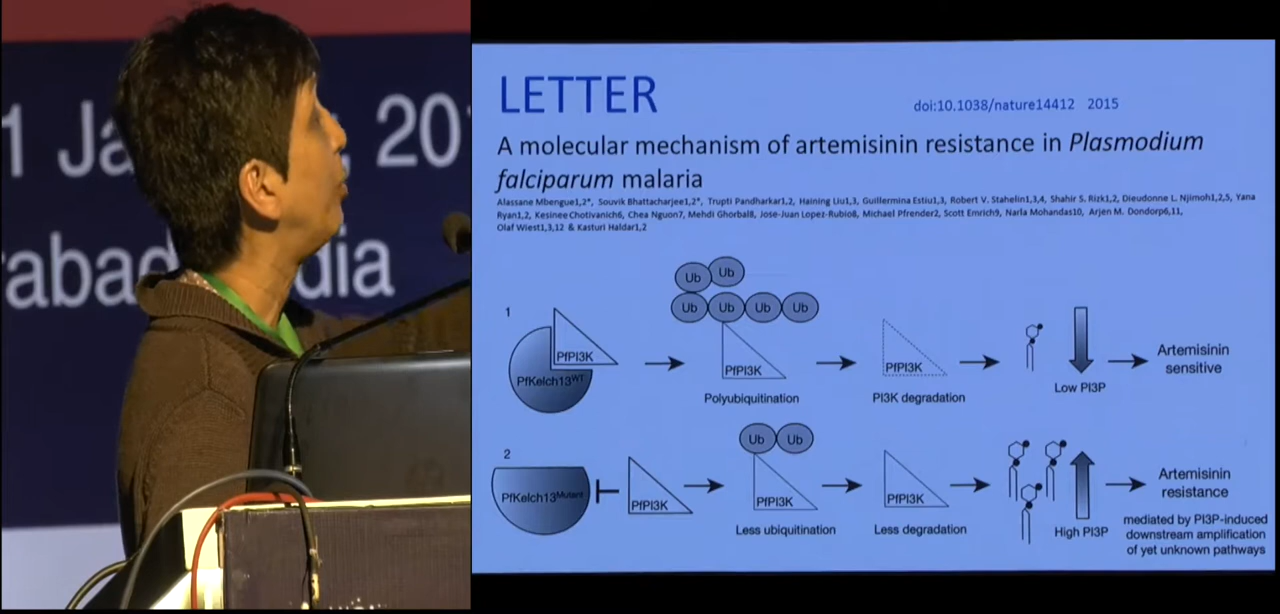 1 Ja
, 20
abad
dia
LETTER
doi:10.1038/nature14412 2015
A molecular mechanism of artemisinin resistance in Plasmodium
falciparum malaria
Alassane Mbengue1,2*, Souvik Bhattacharjee1,2*, Trupti Pandharkar1,2, Haining Liu1,3, Guillermina Estiu1,3, Robert V. Stahelin1,3,4, Shahir S. Rizk1,2, Dieudonne L. Njimoh1,2,5, Yana
Ryan1,2, Kesinee Chotivanich6, Chea Nguon7, Mehdi Ghorbal8, Jose-Juan Lopez-Rubio8, Michael Pfrender2, Scott Emrich9, Narla Mohandas10, Arjen M. Dondorp6,11,
Olaf Wiest1,3,12 & Kasturi Haldar1,2
1
PfPI3K
PfKelch13WT
Ub Ub
Ub Ub Ub Ub
PfPI3K
Polyubiquitination
PfPI3K
PI3K degradation
Low PI3P
Artemisinin
sensitive
2
PfKelch13Mutant
PfPI3K
Ub Ub
PfPI3K
Less ubiquitination
PfPI3K
Less degradation
High PI3P
Artemisinin
resistance
mediated by PI3P-induced
downstream amplification
of yet unknown pathways